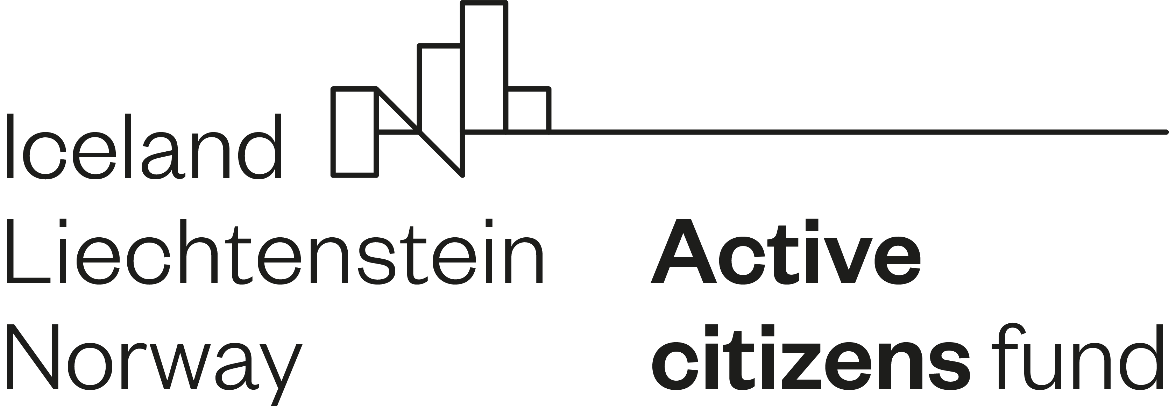 Iceland
Liechtenstein
Norway
Active
citizens fund